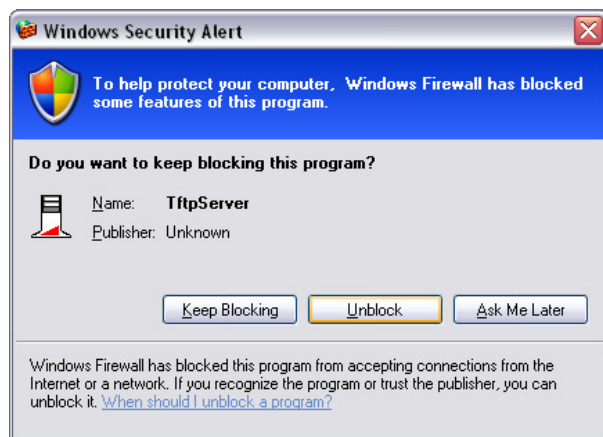 Windows Security Alert
To help protect your computer, Windows Firewall has blocked
some features of this program.
Do you want to keep blocking this program?
Name: TftpServer
Publisher: Unknown
Keep Blocking Unblock Ask Me Later
Windows Firewall has blocked this program from accepting connections from the
Internet or a network. If you recognize the program or trust the publisher, you can
unblock it. When should I unblock a program?